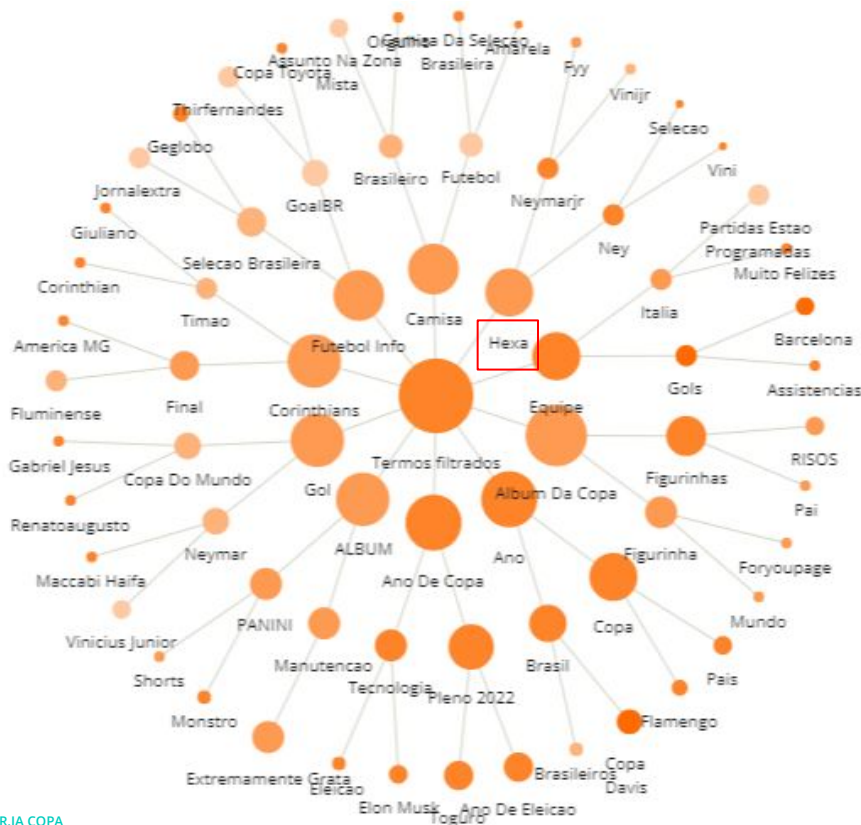 Orgulho
Camisa Da Selecao
Brasileira
Amarela
Assunto Na Zona
Mista
Fyy
Copa Toyota
Vinijr
Thirfernandes
Selecao
Geglobo
Brasileiro
Futebol
Vini
Jornalextra
GoalBR
Neymarjr
Giuliano
Selecao Brasileira
Ney
Partidas Estao
Programadas
Muito Felizes
Corinthian
Timao
Camisa
Italia
America MG
Futebol Info
Hexa
Barcelona
Final
Gols
Assistencias
Fluminense
Corinthians
Equipe
Gabriel Jesus
Copa Do Mundo
Termos filtrados
Figurinhas
RISOS
Gol
Album Da Copa
Renatoaugusto
Pai
Neymar
ALBUM
Ano
Figurinha
Maccabi Haifa
Ano De Copa
Foryoupage
PANINI
Copa
Mundo
Vinicius Junior
Manutencao
Brasil
Shorts
Tecnologia
Pleno 2022
Pais
Monstro
Flamengo
Extremamente Grata
Eleicao
Brasileiros
Copa
Davis
Elon Musk
Toguro
Ano De Eleicao
RJA COPA